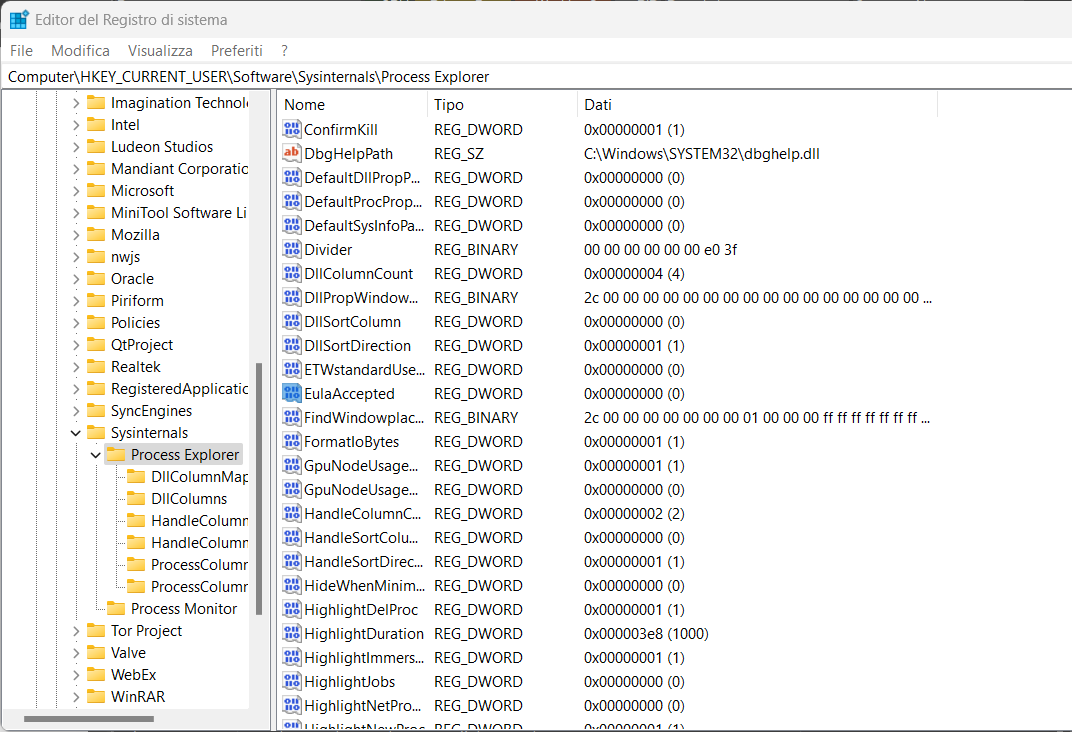 Editor del Registro di sistema
File Modifica Visualizza Preferiti ?
Computer\HKEY_CURRENT_USER\Software\Sysinternals\Process Explorer
Imagination Technol
Intel
Ludeon Studios
Mandiant Corporatic
Microsoft
MiniTool Software Li
Mozilla
nwjs
Oracle
Piriform
Policies
QtProject
Realtek
RegisteredApplicatic
SyncEngines
Sysinternals
Process Explorer
DllColumnMap
DllColumns
HandleColumn
HandleColumn
ProcessColumn
ProcessColumn
Process Monitor
Tor Project
Valve
WebEx
WinRAR
Nome Tipo Dati
ConfirmKill REG_DWORD 0x00000001 (1)
DbgHelpPath REG_SZ C:\Windows\SYSTEM32\dbghelp.dll
DefaultDllPropP... REG_DWORD 0x00000000 (0)
DefaultProcProp... REG_DWORD 0x00000000 (0)
DefaultSysInfoPa... REG_DWORD 0x00000000 (0)
Divider REG_BINARY 00 00 00 00 00 00 e0 3f
DllColumnCount REG_DWORD 0x00000004 (4)
DllPropWindow... REG_BINARY 2c 00 00 00 00 00 00 00 00 00 00 00 00 00 00 00 00 ...
DllSortColumn REG_DWORD 0x00000000 (0)
DllSortDirection REG_DWORD 0x00000001 (1)
ETWstandardUse... REG_DWORD 0x00000000 (0)
EulaAccepted REG_DWORD 0x00000000 (0)
FindWindowplac... REG_BINARY 2c 00 00 00 00 00 00 00 01 00 00 00 ff ff ff ff ff ff ff ...
FormatIoBytes REG_DWORD 0x00000001 (1)
GpuNodeUsage... REG_DWORD 0x00000001 (1)
GpuNodeUsage... REG_DWORD 0x00000000 (0)
HandleColumnC... REG_DWORD 0x00000002 (2)
HandleSortColu... REG_DWORD 0x00000000 (0)
HandleSortDirec... REG_DWORD 0x00000001 (1)
HideWhenMinim... REG_DWORD 0x00000000 (0)
HighlightDelProc REG_DWORD 0x00000001 (1)
HighlightDuration REG_DWORD 0x000003e8 (1000)
HighlightImmers... REG_DWORD 0x00000001 (1)
HighlightJobs REG_DWORD 0x00000000 (0)
HighlightNetPro... REG_DWORD 0x00000000 (0)
HighlightNewProc REG_DWORD 0x00000001 (1)